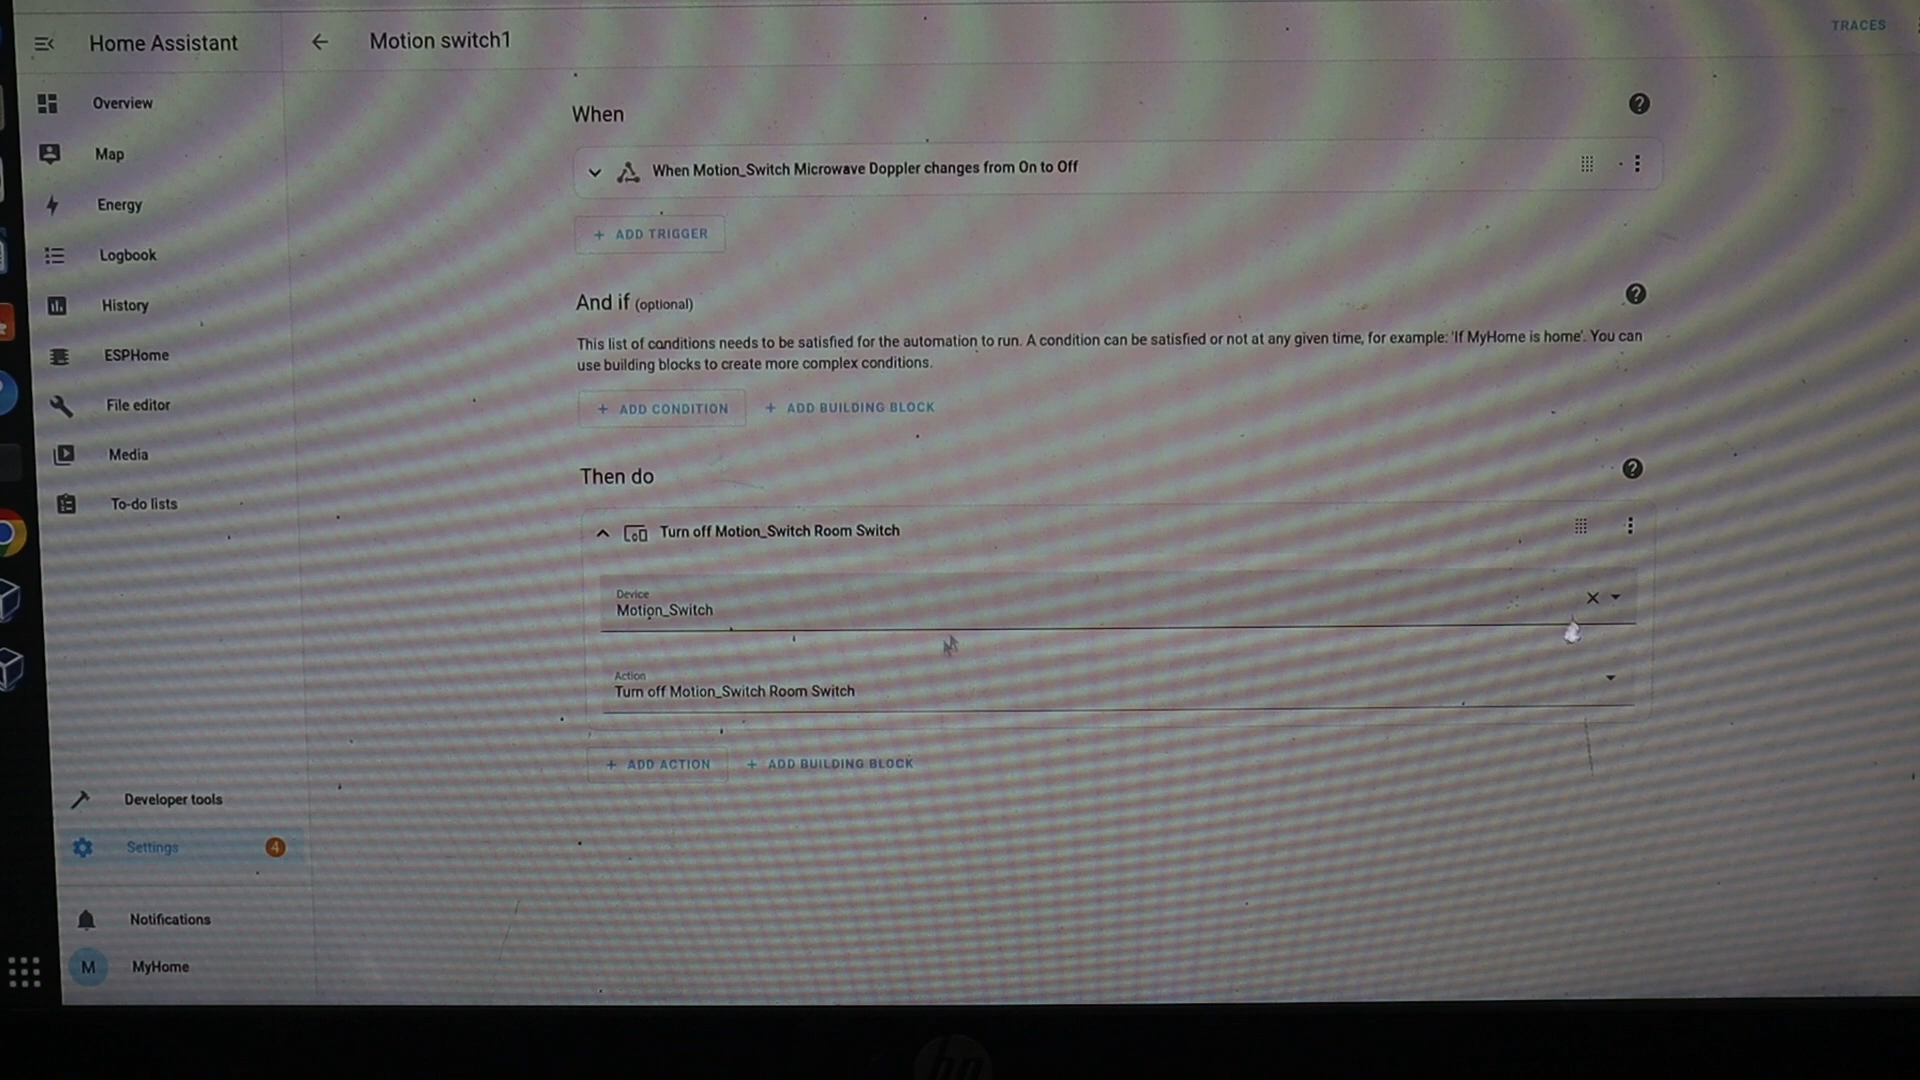 Home Assistant
Motion switch1
TRACES
Overview
Map
Energy
Logbook
History
ESPHome
File editor
Media
To-do lists
Developer tools
Settings
4
Notifications
M
MyHome
When
When Motion_Switch Microwave Doppler changes from On to Off
+ ADD TRIGGER
And if (optional)
This list of conditions needs to be satisfied for the automation to run. A condition can be satisfied or not at any given time, for example: 'If MyHome is home'. You can
use building blocks to create more complex conditions.
+ ADD CONDITION + ADD BUILDING BLOCK
Then do
Turn off Motion_Switch Room Switch
Device
Motion_Switch
Action
Turn off Motion_Switch Room Switch
+ ADD ACTION + ADD BUILDING BLOCK
hp